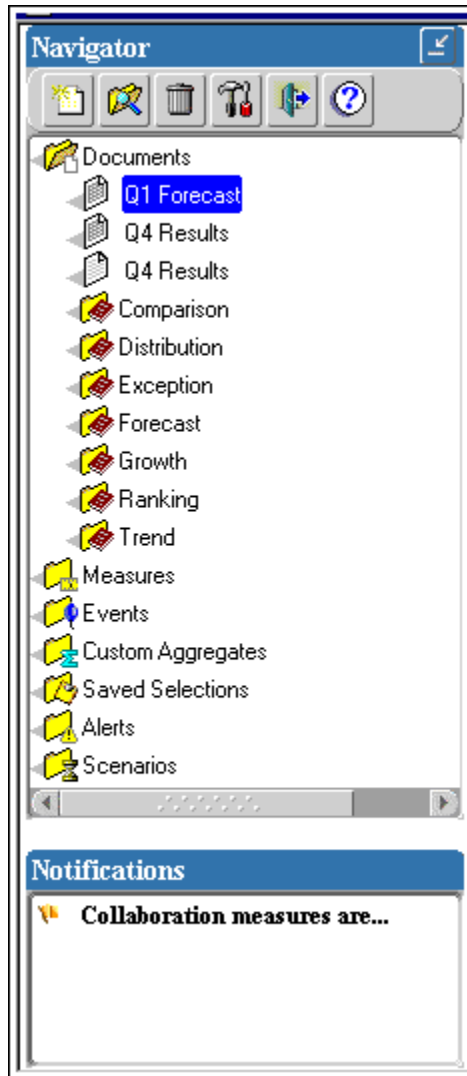 Navigator
Documents
Q1 Forecast
Q4 Results
Q4 Results
Comparison
Distribution
Exception
Forecast
Growth
Ranking
Trend
Measures
Events
Custom Aggregates
Saved Selections
Alerts
Scenarios
Notifications
Collaboration measures are...